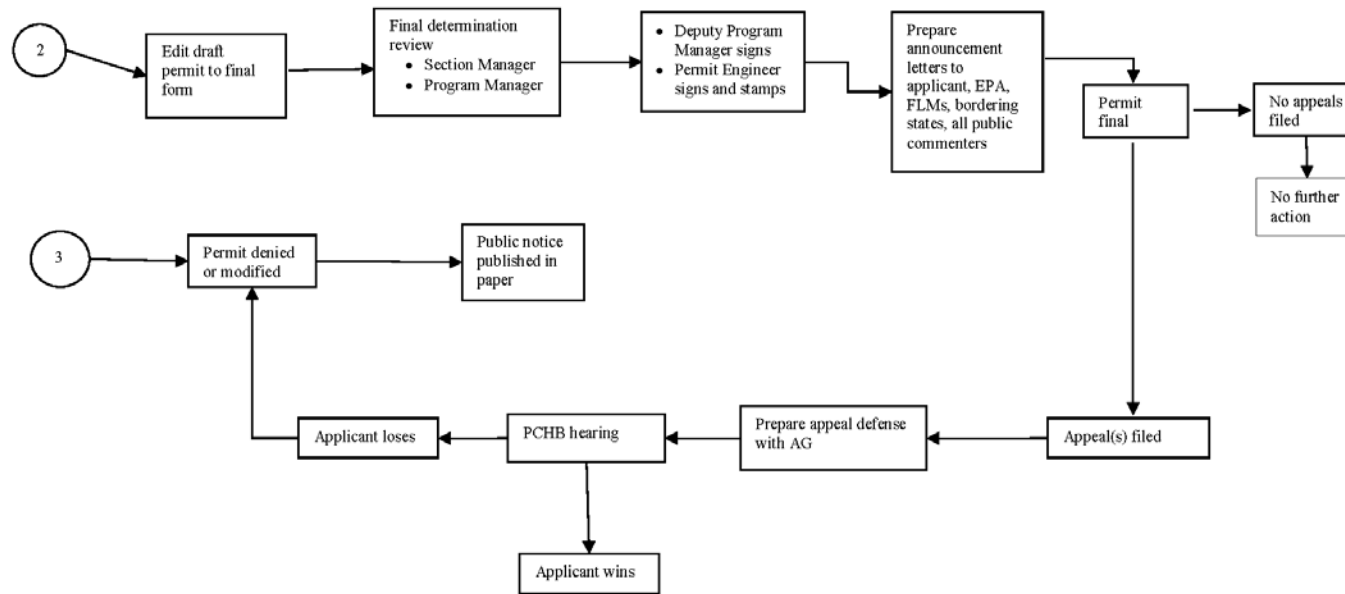 2
Edit draft
permit to final
form
Final determination
review
• Section Manager
• Program Manager
• Deputy Program
Manager signs
• Permit Engineer
signs and stamps
Prepare
announcement
letters to
applicant, EPA,
FLMs, bordering
states, all public
commenters
Permit
final
No appeals
filed
No further
action
3
Permit denied
or modified
Public notice
published in
paper
Applicant loses
PCHB hearing
Prepare appeal defense
with AG
Appeal(s) filed
Applicant wins